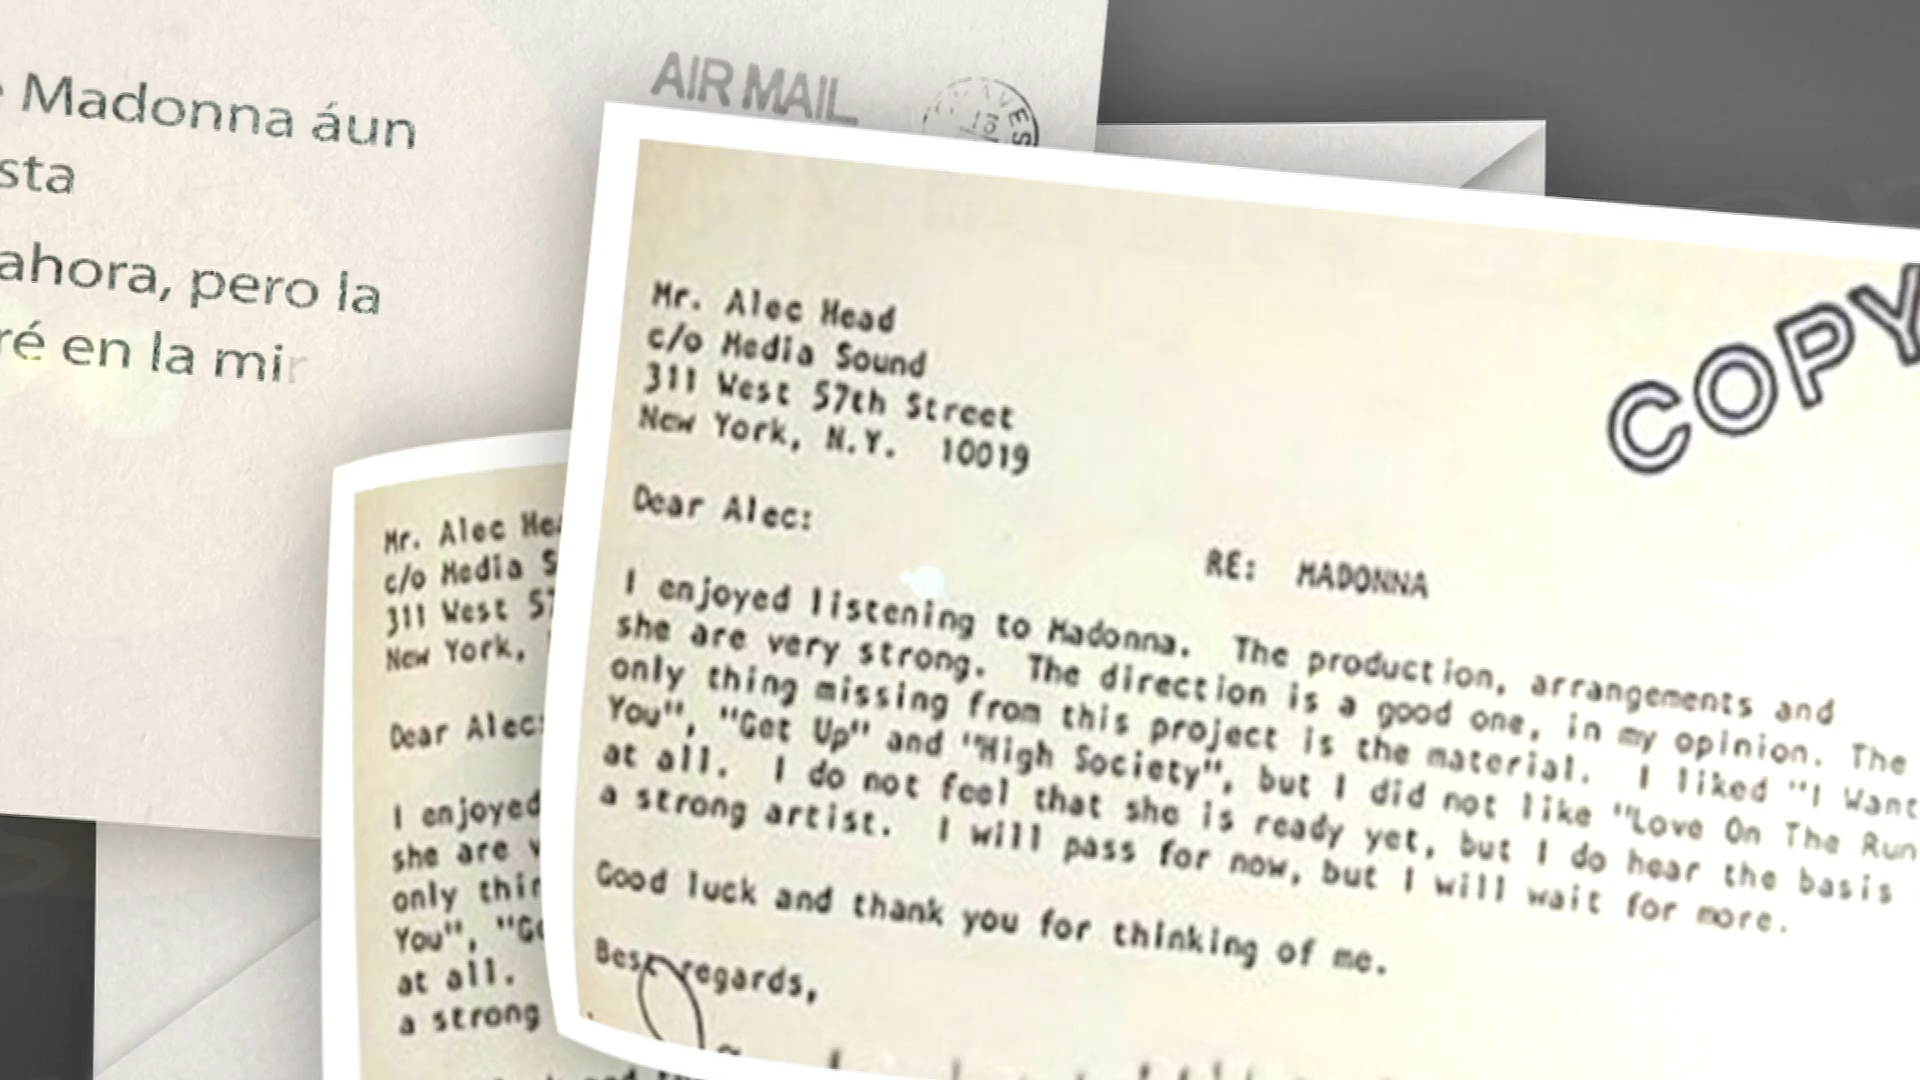 Madonna áun
sta
ahora, pero la
ré en la mir
AIR MAIL
13
COPY
Mr. Alec Head
c/o Media Sound
311 West 57th Street
New York, N.Y. 10019
Dear Alec:
RE: MADONNA
I enjoyed listening to Madonna. The production, arrangements and
she are very strong. The direction is a good one, in my opinion. The
only thing missing from this project is the material. I liked "I Want
You", "Get Up" and "High Society", but I did not like "Love On The Run
at all. I do not feel that she is ready yet, but I do hear the basis
a strong artist. I will pass for now, but I will wait for more.
Good luck and thank you for thinking of me.
Best regards,
Mr. Alec Hea
c/o Media S
311 West 57
New York,
Dear Alec:
I enjoyed
she are v
only thin
You", "Ge
at all.
a strong